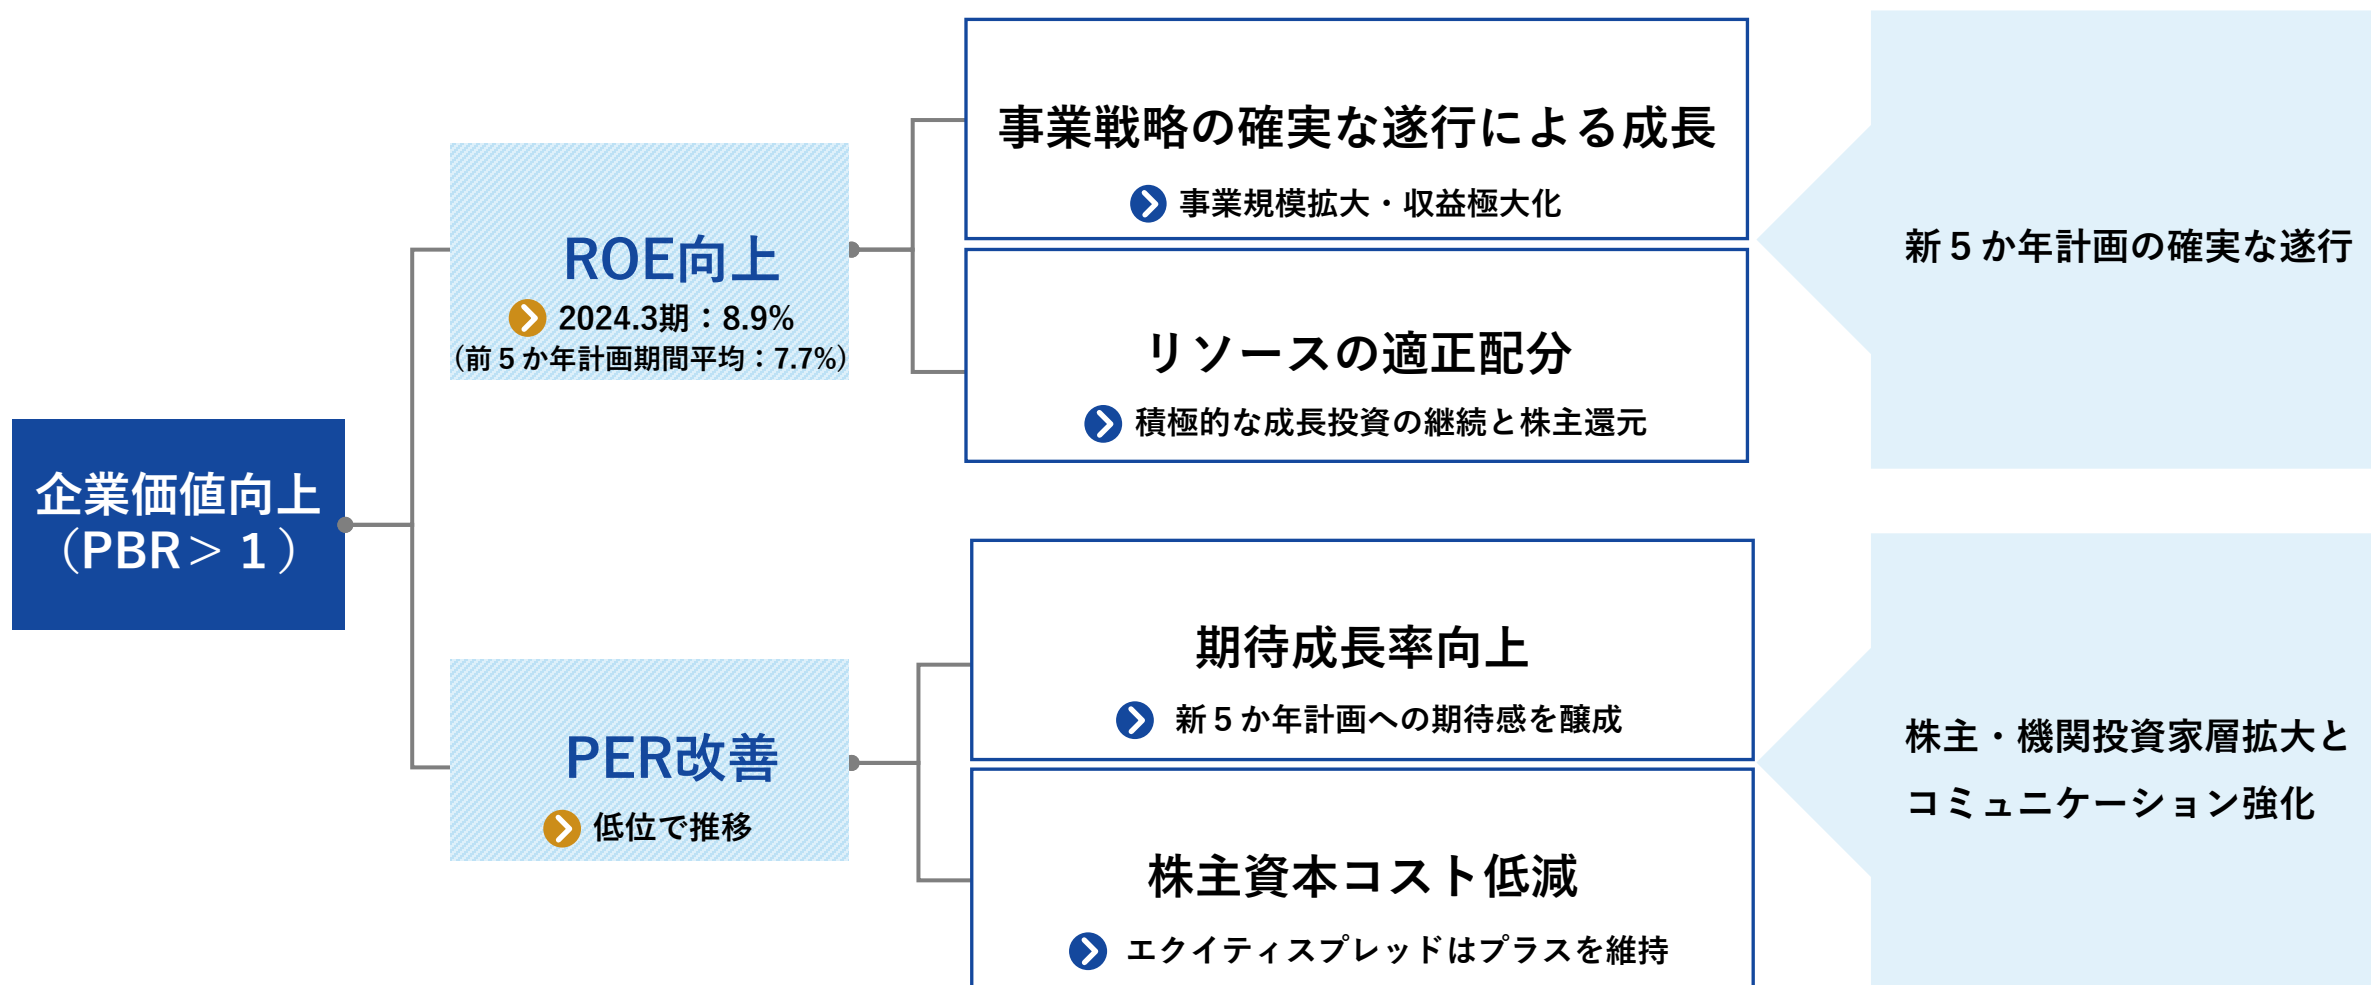 企業価値向上
（PBR＞１）
ROE向上
2024.3期：8.9%
（前５か年計画期間平均：7.7%）
PER改善
低位で推移
事業戦略の確実な遂行による成長
事業規模拡大・収益極大化
リソースの適正配分
積極的な成長投資の継続と株主還元
期待成長率向上
新５か年計画への期待感を醸成
株主資本コスト低減
エクイティスプレッドはプラスを維持
新５か年計画の確実な遂行
株主・機関投資家層拡大と
コミュニケーション強化